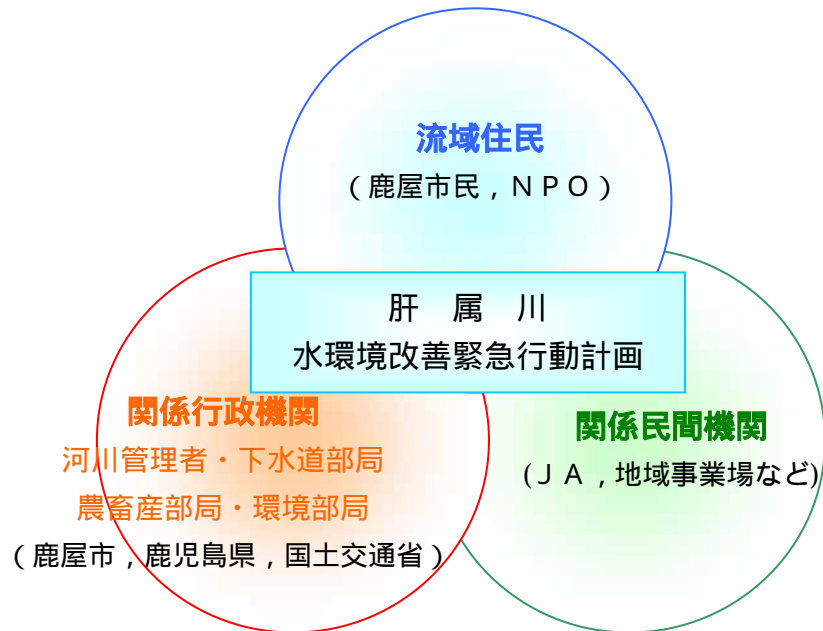 流域住民
（鹿屋市民，ＮＰＯ）
肝　属　川
水環境改善緊急行動計画
関係行政機関
河川管理者・下水道部局
農畜産部局・環境部局
（鹿屋市，鹿児島県，国土交通省）
関係民間機関
(ＪＡ，地域事業場など)